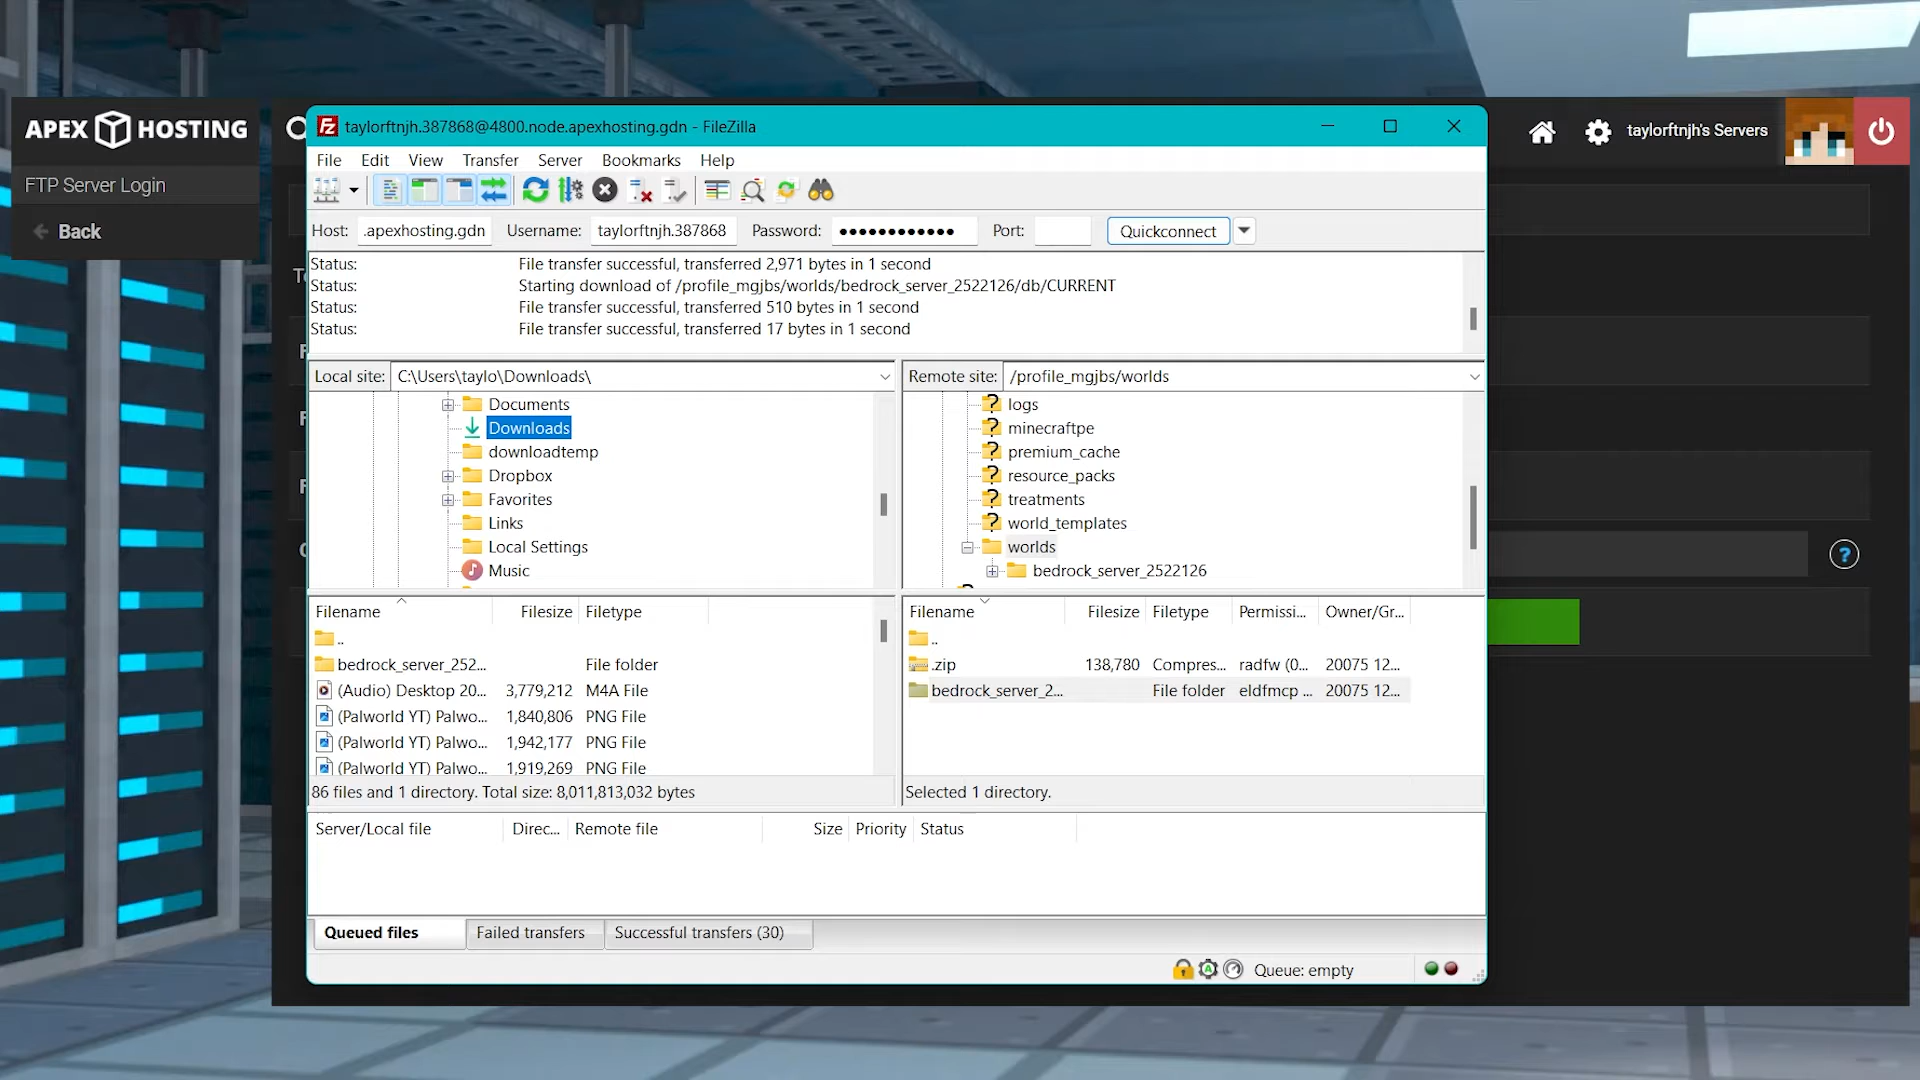 APEX HOSTING
FTP Server Login
Back
taylorftnjh's Servers
taylorftnjh.387868@4800.node.apexhosting.gdn - FileZilla
File Edit View Transfer Server Bookmarks Help
Host: .apexhosting.gdn Username: taylorftnjh.387868 Password: ●●●●●●●●●●●● Port: Quickconnect
Status: File transfer successful, transferred 2,971 bytes in 1 second
Status: Starting download of /profile_mgjbs/worlds/bedrock_server_2522126/db/CURRENT
Status: File transfer successful, transferred 510 bytes in 1 second
Status: File transfer successful, transferred 17 bytes in 1 second
Local site: C:\Users\taylo\Downloads\
Documents
Downloads
downloadtemp
Dropbox
Favorites
Links
Local Settings
Music
Remote site: /profile_mgjbs/worlds
logs
minecraftpe
premium_cache
resource_packs
treatments
world_templates
worlds
bedrock_server_2522126
Filename Filesize Filetype
..
bedrock_server_252... File folder
(Audio) Desktop 20... 3,779,212 M4A File
(Palworld YT) Palwo... 1,840,806 PNG File
(Palworld YT) Palwo... 1,942,177 PNG File
(Palworld YT) Palwo... 1,919,269 PNG File
86 files and 1 directory. Total size: 8,011,813,032 bytes
Filename Filesize Filetype Permissi... Owner/Gr...
..
.zip 138,780 Compres... radfw (0... 20075 12...
bedrock_server_2... File folder eldfmcp ... 20075 12...
Selected 1 directory.
Server/Local file Direc... Remote file Size Priority Status
Queued files Failed transfers Successful transfers (30)
Queue: empty